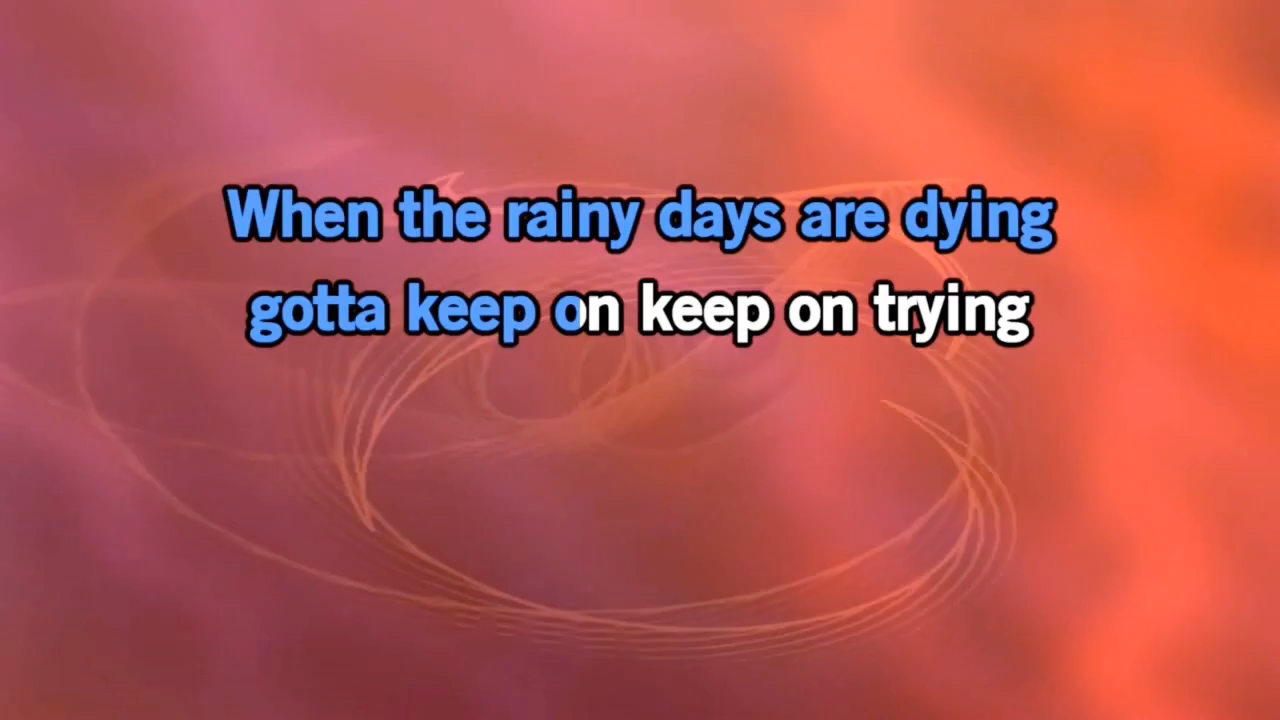 When the rainy days are dying
gotta keep on keep on trying